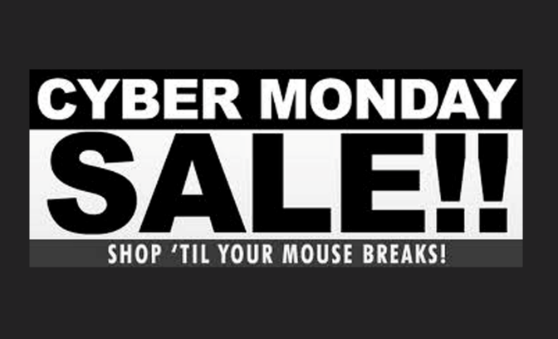 CYBER MONDAY
SALE!!
SHOP ‘TIL YOUR MOUSE BREAKS!